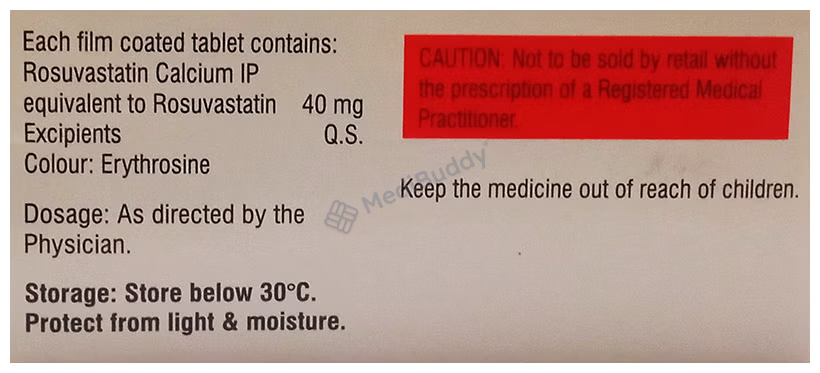 Each film coated tablet contains:
Rosuvastatin Calcium IP
equivalent to Rosuvastatin 40 mg
Excipients Q.S.
Colour: Erythrosine
Dosage: As directed by the
Physician.
Storage: Store below 30°C.
Protect from light & moisture.
CAUTION: Not to be sold by retail without
the prescription of a Registered Medical
Practitioner.
Keep the medicine out of reach of children.
MediBuddy